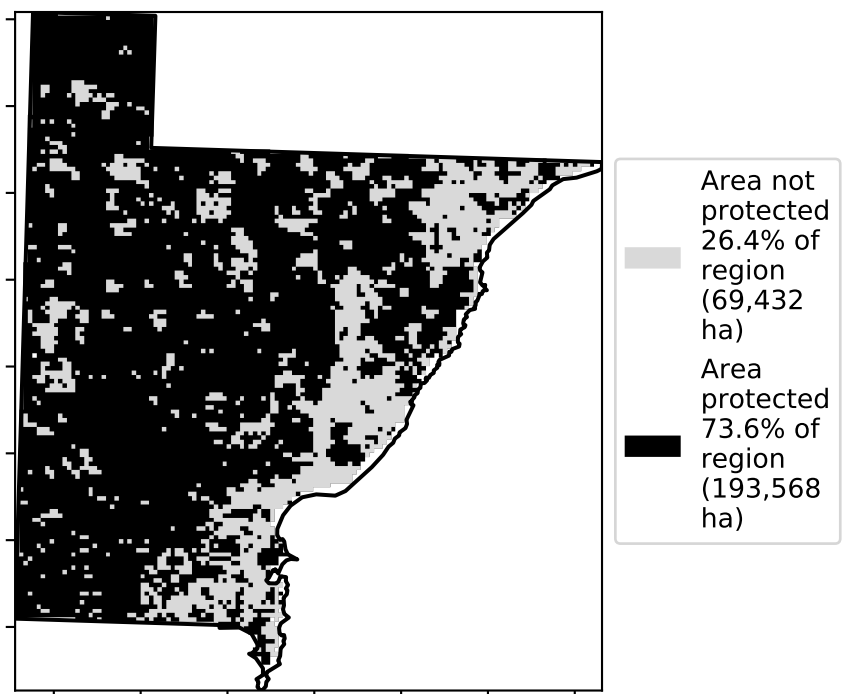 Area not
protected
26.4% of
region
(69,432
ha)
Area
protected
73.6% of
region
(193,568
ha)